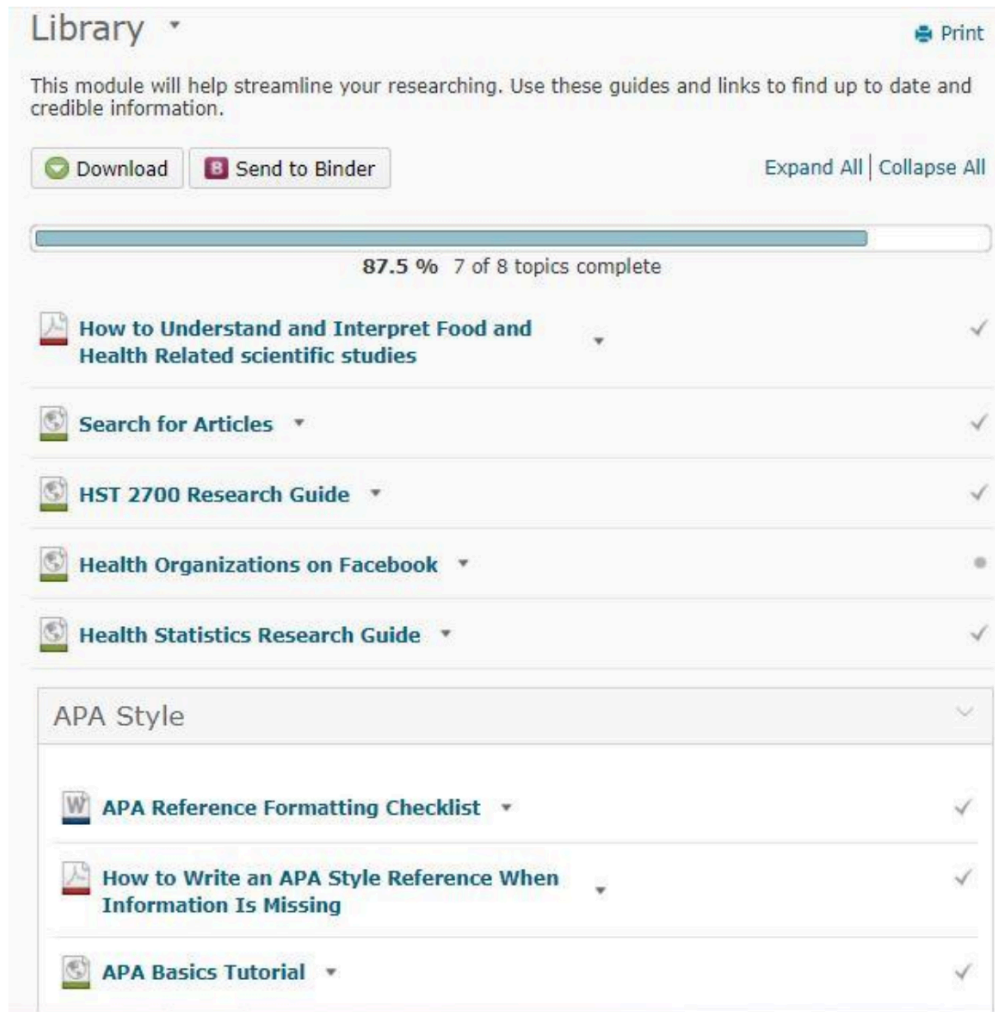 Library
Print
This module will help streamline your researching. Use these guides and links to find up to date and
credible information.
Download
B Send to Binder
Expand All | Collapse All
87.5 % 7 of 8 topics complete
How to Understand and Interpret Food and
Health Related scientific studies
Search for Articles
HST 2700 Research Guide
Health Organizations on Facebook
Health Statistics Research Guide
APA Style
W APA Reference Formatting Checklist
How to Write an APA Style Reference When
Information Is Missing
APA Basics Tutorial